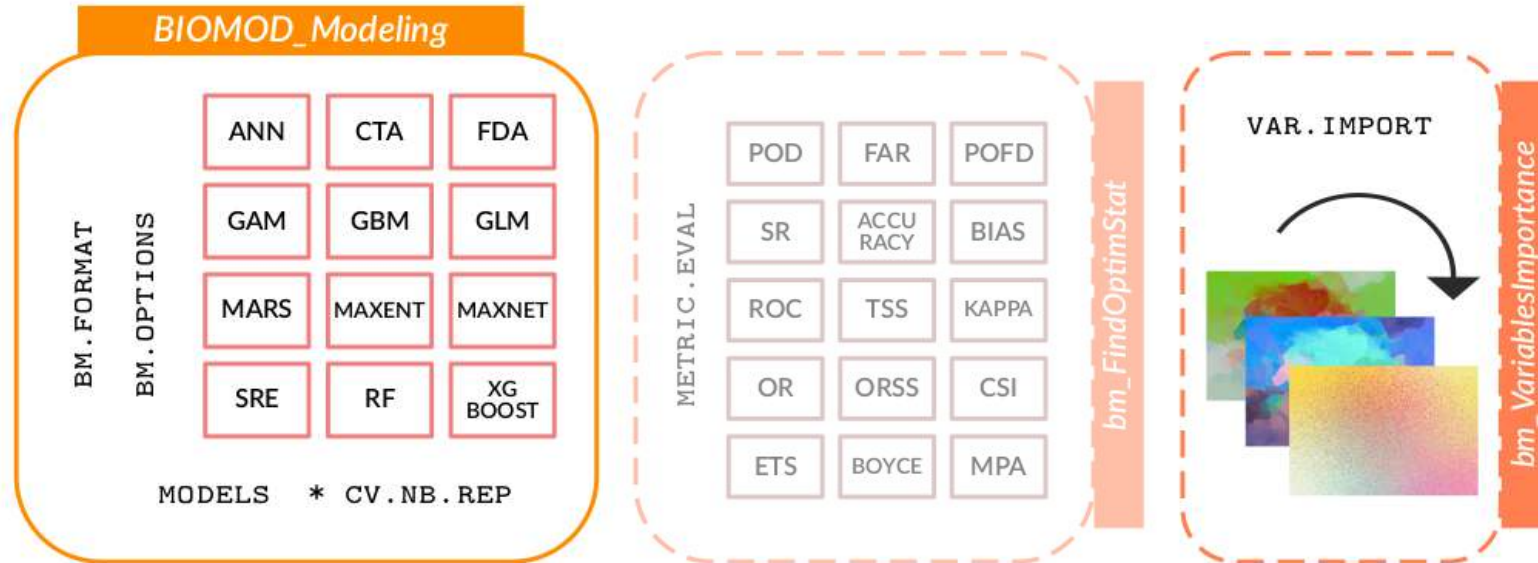 BIOMOD_Modeling
BM.FORMAT
BM.OPTIONS
ANN
CTA
FDA
GAM
GBM
GLM
MARS
MAXENT
MAXNET
SRE
RF
XG
BOOST
MODELS * CV.NB.REP
METRIC.EVAL
POD
FAR
POFD
SR
ACCU
RACY
BIAS
ROC
TSS
KAPPA
OR
ORSS
CSI
ETS
BOYCE
MPA
bm_FindOptimStat
VAR.IMPORT
bm_VariablesImportance